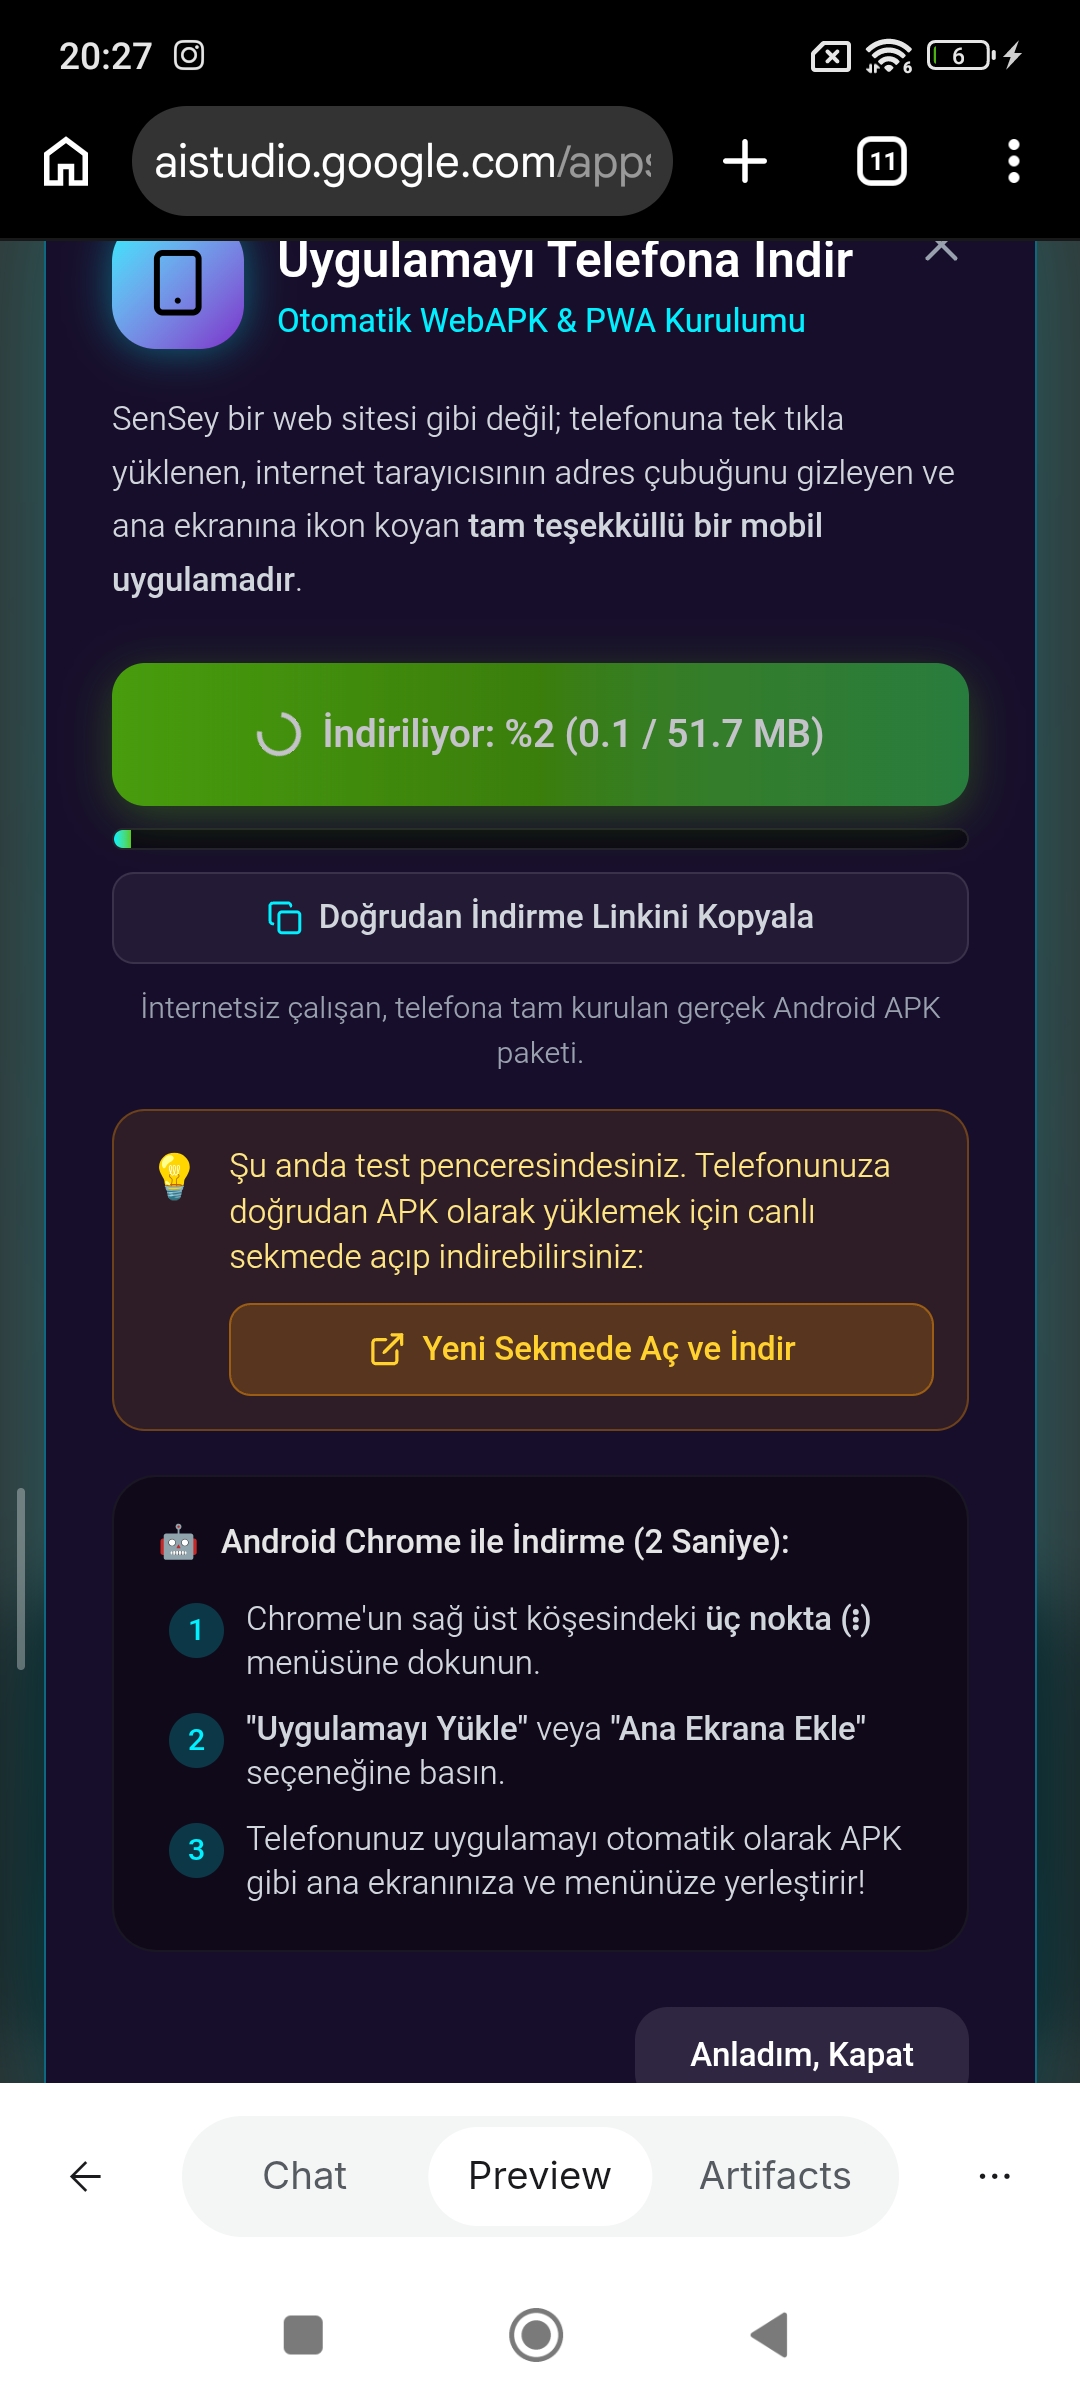 20:27
6
6
aistudio.google.com/apps
11
Uygulamayı Telefona İndir
Otomatik WebAPK & PWA Kurulumu
SenSey bir web sitesi gibi değil; telefonuna tek tıkla
yüklenen, internet tarayıcısının adres çubuğunu gizleyen ve
ana ekranına ikon koyan tam teşekküllü bir mobil
uygulamadır.
İndiriliyor: %2 (0.1 / 51.7 MB)
Doğrudan İndirme Linkini Kopyala
İnternetsiz çalışan, telefona tam kurulan gerçek Android APK
paketi.
Şu anda test penceresindesiniz. Telefonunuza
doğrudan APK olarak yüklemek için canlı
sekmede açıp indirebilirsiniz:
Yeni Sekmede Aç ve İndir
Android Chrome ile İndirme (2 Saniye):
1
Chrome'un sağ üst köşesindeki üç nokta (⋮)
menüsüne dokunun.
2
"Uygulamayı Yükle" veya "Ana Ekrana Ekle"
seçeneğine basın.
3
Telefonunuz uygulamayı otomatik olarak APK
gibi ana ekranınıza ve menünüze yerleştirir!
Anladım, Kapat
Chat
Preview
Artifacts